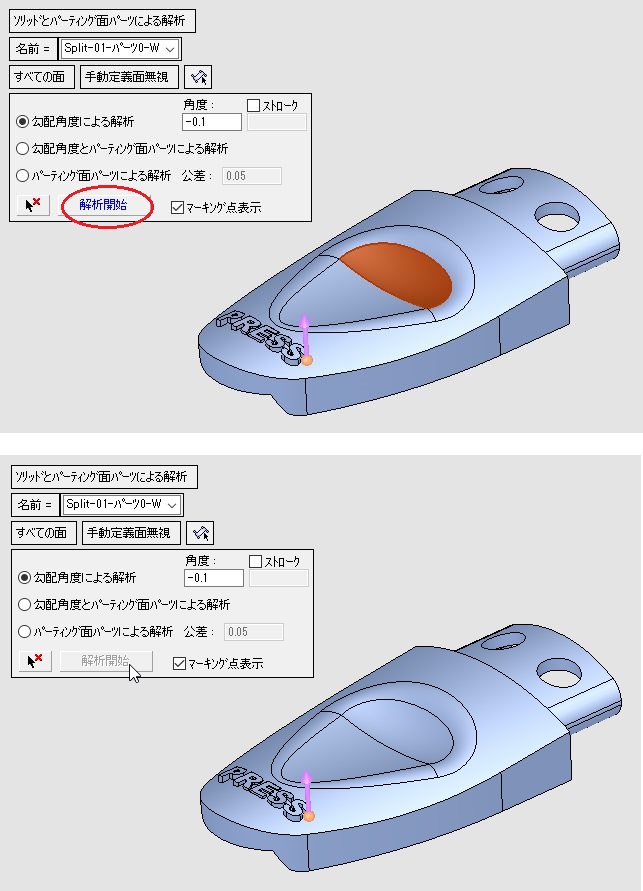 ｿﾘｯﾄﾞとﾊﾟｰﾃｨﾝｸﾞ面ﾊﾟｰﾂによる解析
名前 = Split-01-ﾊﾟｰﾂ0-W
すべての面 手動定義面無視
角度： ｽﾄﾛｰｸ
勾配角度による解析 -0.1
勾配角度とﾊﾟｰﾃｨﾝｸﾞ面ﾊﾟｰﾂによる解析
ﾊﾟｰﾃｨﾝｸﾞ面ﾊﾟｰﾂによる解析 公差： 0.05
解析開始 ﾏｰｷﾝｸﾞ点表示
PRESS
ｿﾘｯﾄﾞとﾊﾟｰﾃｨﾝｸﾞ面ﾊﾟｰﾂによる解析
名前 = Split-01-ﾊﾟｰﾂ0-W
すべての面 手動定義面無視
角度： ｽﾄﾛｰｸ
勾配角度による解析 -0.1
勾配角度とﾊﾟｰﾃｨﾝｸﾞ面ﾊﾟｰﾂによる解析
ﾊﾟｰﾃｨﾝｸﾞ面ﾊﾟｰﾂによる解析 公差： 0.05
解析開始 ﾏｰｷﾝｸﾞ点表示
PRESS